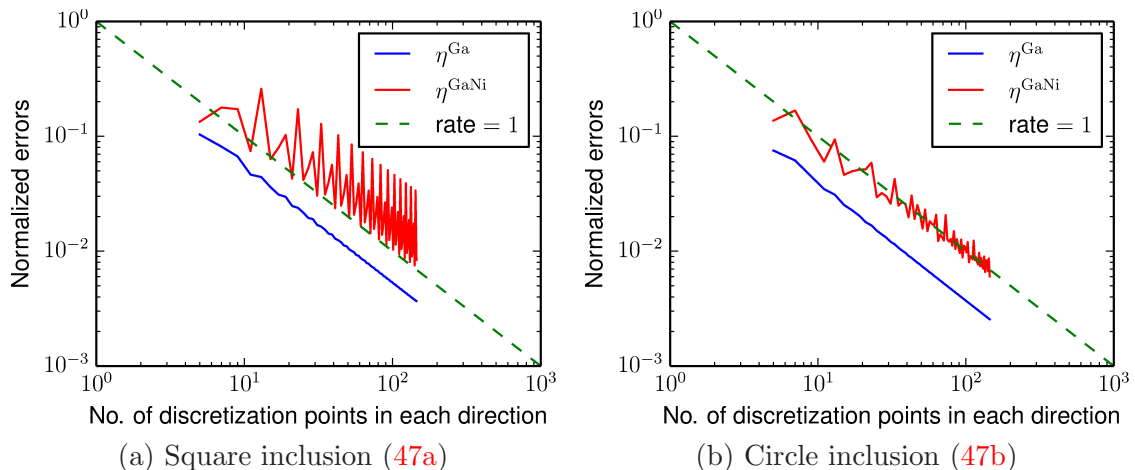 10^0
10^-1
10^-2
10^-3
10^0
10^1
10^2
10^3
Normalized errors
No. of discretization points in each direction
η^Ga
η^GaNi
rate = 1
(a) Square inclusion (47a)
10^0
10^-1
10^-2
10^-3
10^0
10^1
10^2
10^3
Normalized errors
No. of discretization points in each direction
η^Ga
η^GaNi
rate = 1
(b) Circle inclusion (47b)